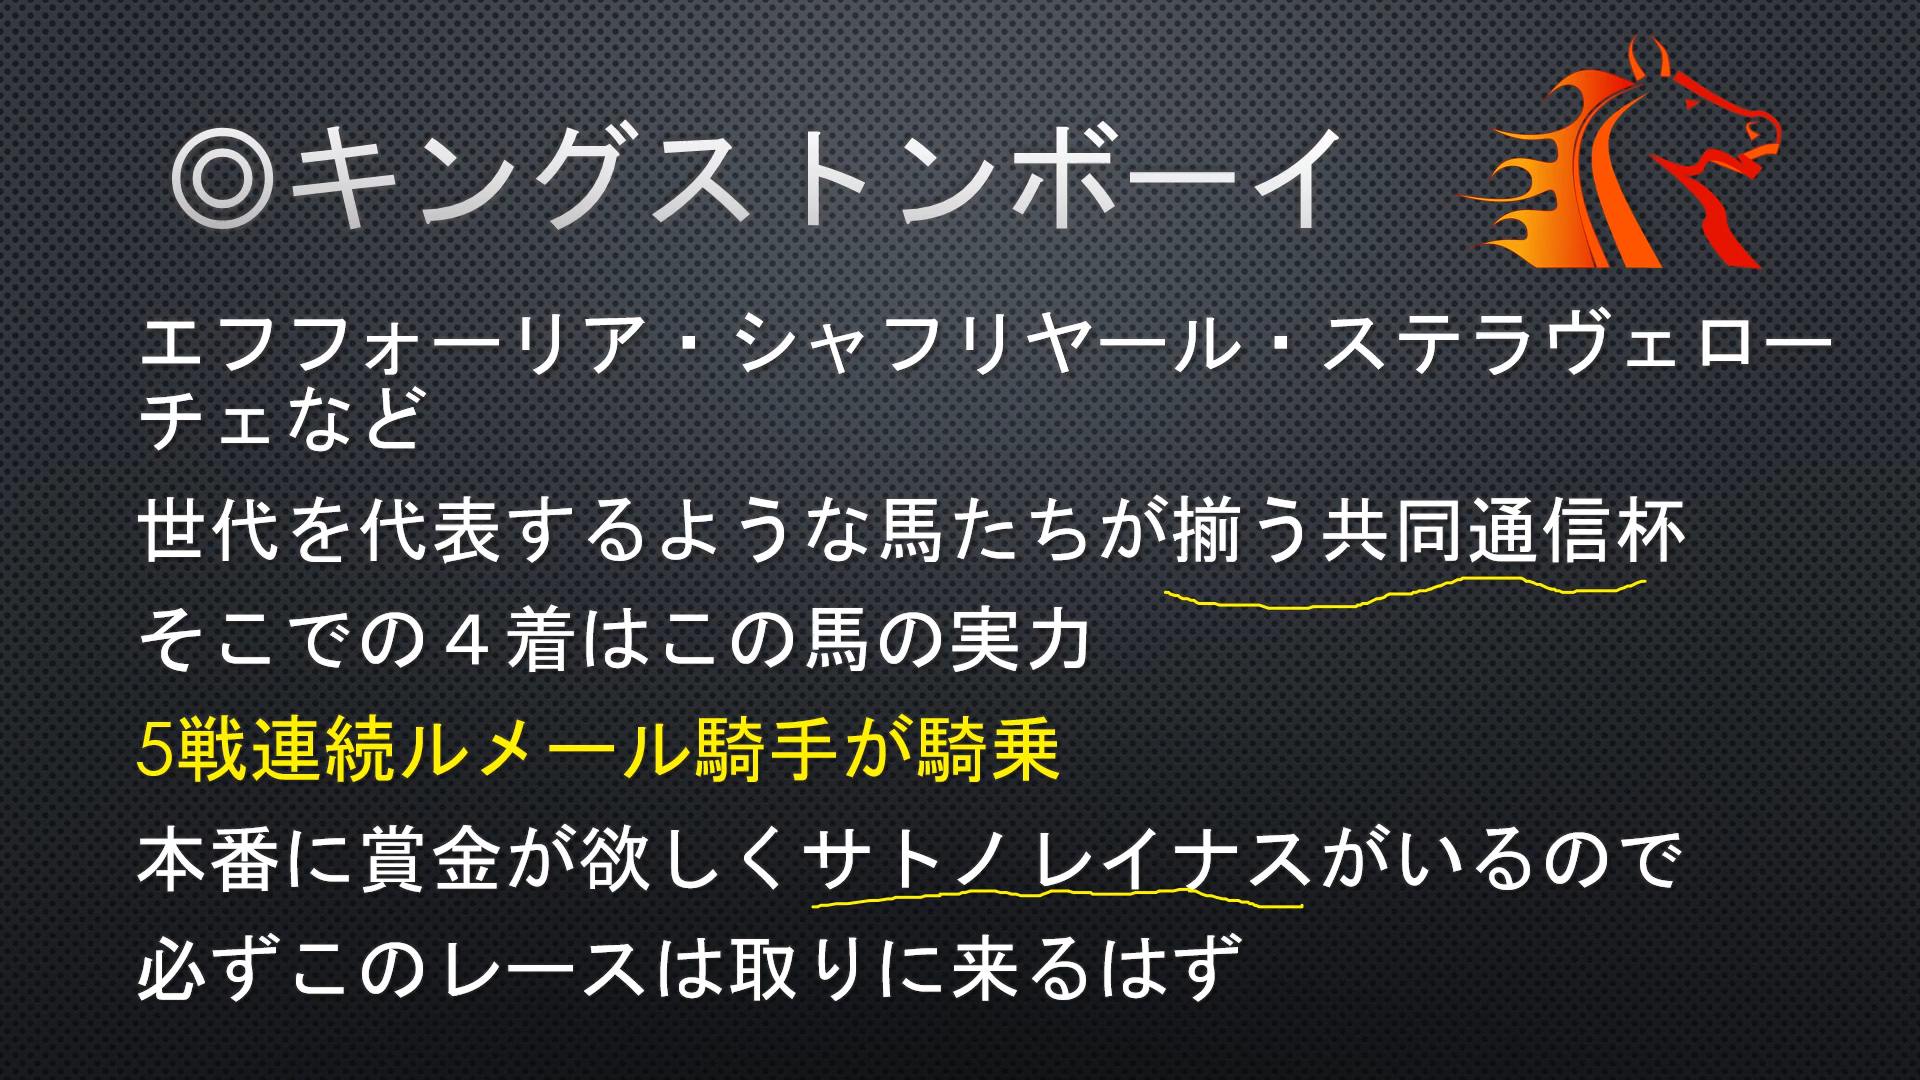 ◎キングストンボーイ
エフフォーリア・シャフリヤール・ステラヴェロー
チェなど
世代を代表するような馬たちが揃う共同通信杯
そこでの４着はこの馬の実力
5戦連続ルメール騎手が騎乗
本番に賞金が欲しくサトノレイナスがいるので
必ずこのレースは取りに来るはず